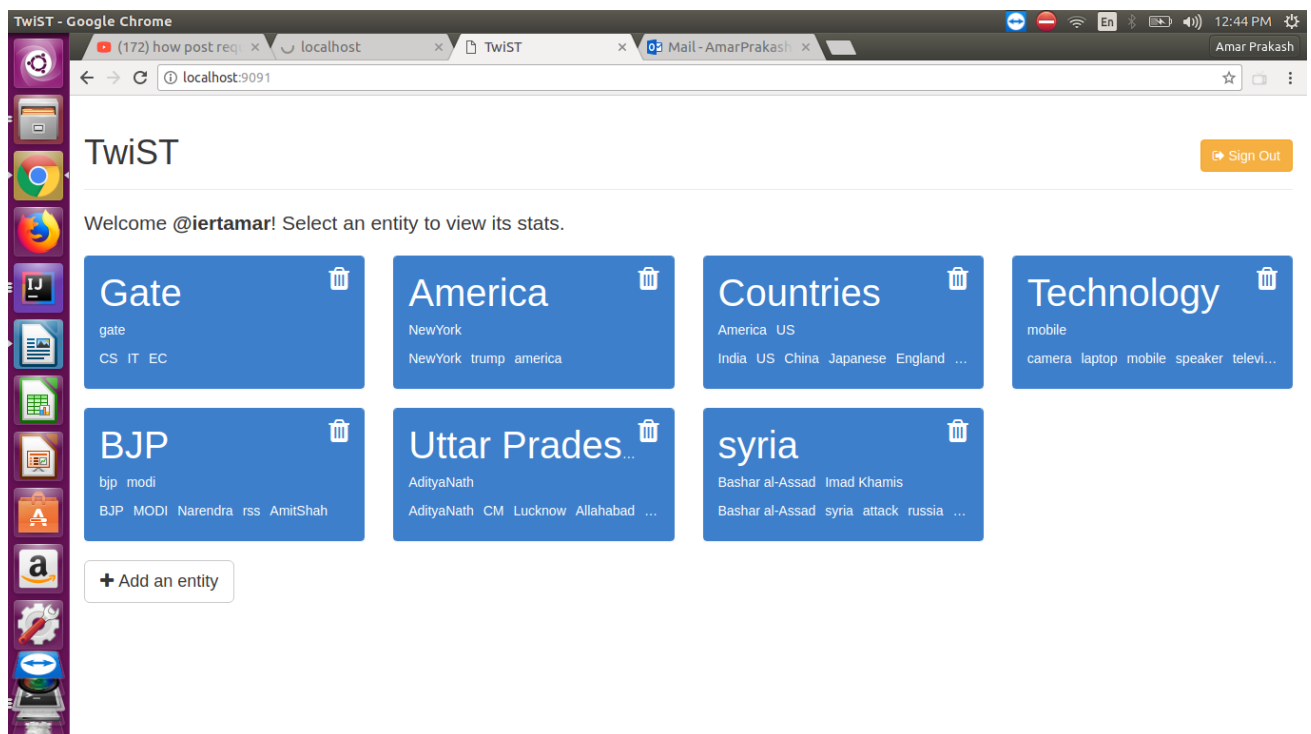 TwiST - Google Chrome
En
12:44 PM
(172) how post req
localhost
TwiST
Mail - AmarPrakash
Amar Prakash
localhost:9091
TwiST
Sign Out
Welcome @iertamar! Select an entity to view its stats.
Gate
gate
CS IT EC
America
NewYork
NewYork trump america
Countries
America US
India US China Japanese England ...
Technology
mobile
camera laptop mobile speaker televi...
BJP
bjp modi
BJP MODI Narendra rss AmitShah
Uttar Prades...
AdityaNath
AdityaNath CM Lucknow Allahabad ...
syria
Bashar al-Assad Imad Khamis
Bashar al-Assad syria attack russia ...
+ Add an entity